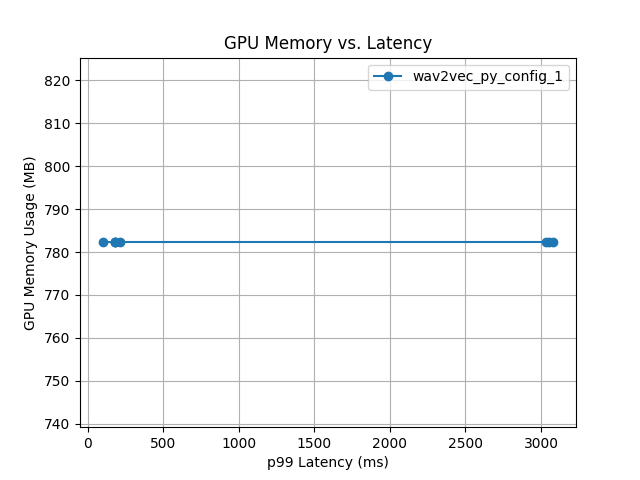 GPU Memory vs. Latency
wav2vec_py_config_1
GPU Memory Usage (MB)
820
810
800
790
780
770
760
750
740
0 500 1000 1500 2000 2500 3000
p99 Latency (ms)